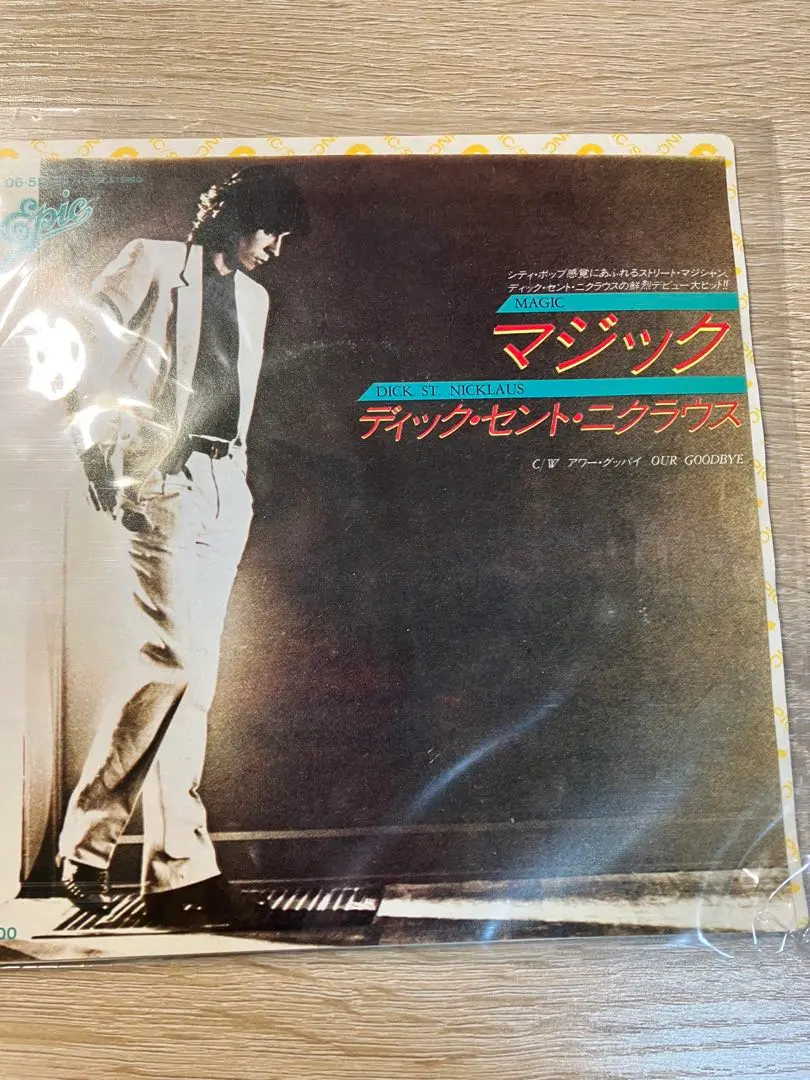 06·5
STEREO
Epic
シティ・ポップ感覚にあふれるストリート・マジシャン、
ディック・セント・ニクラウスの鮮烈デビュー大ヒット!!
MAGIC
マジック
DICK ST. NICKLAUS
ディック・セント・ニクラウス
C/W アワー・グッバイ OUR GOODBYE
00